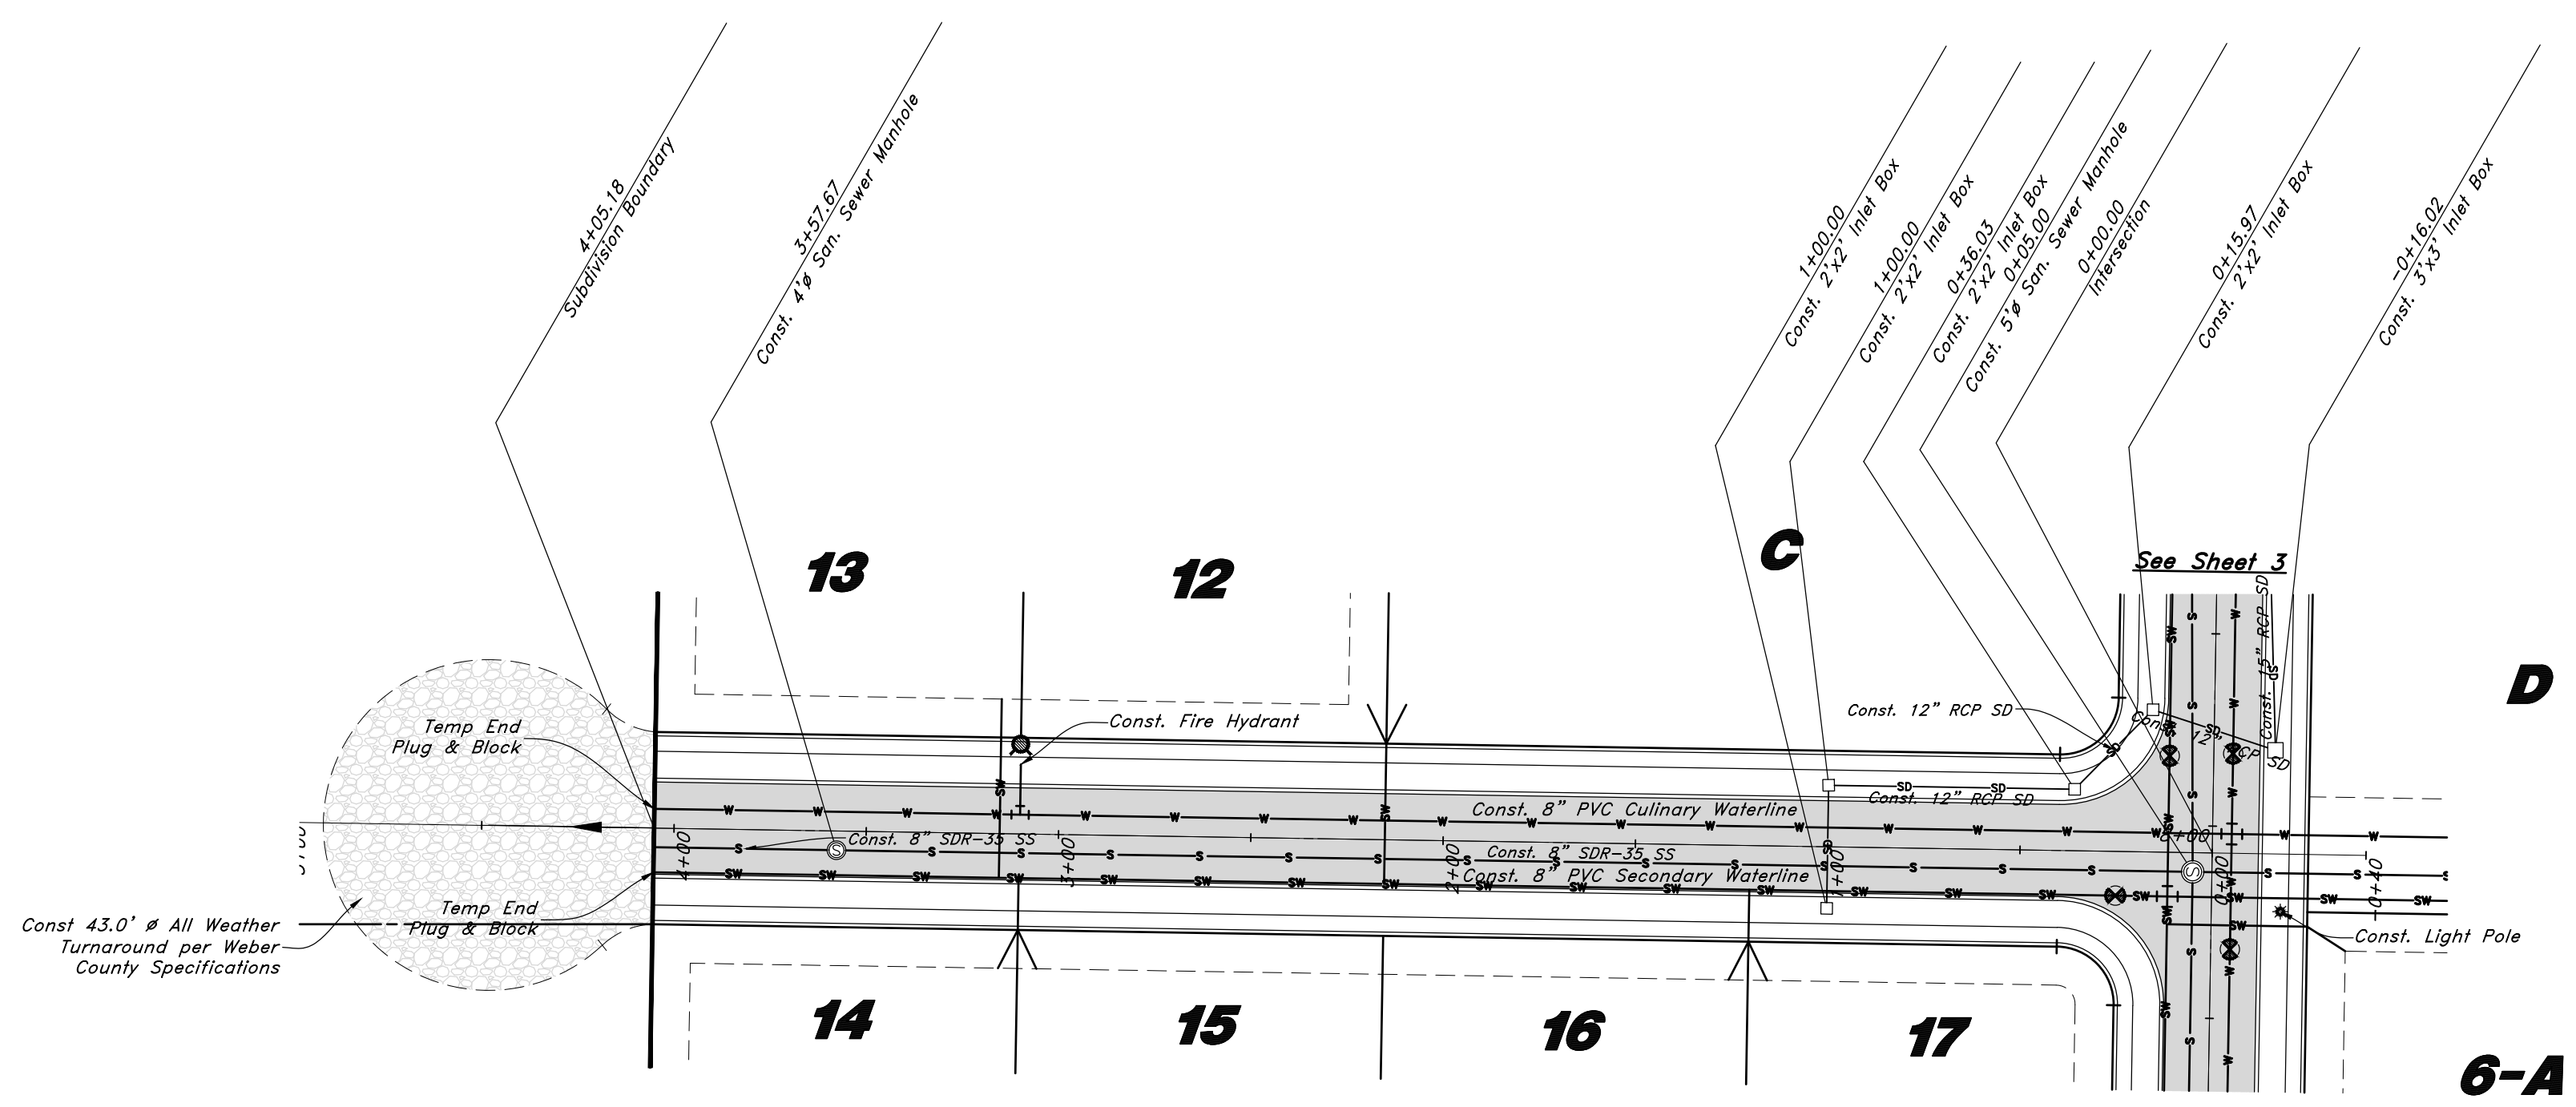 4+05.18
Subdivision Boundary
3+57.67
Const. 4'ø San. Sewer Manhole
1+00.00
Const. 2'x2' Inlet Box
1+00.00
Const. 2'x2' Inlet Box
0+36.03
Const. 2'x2' Inlet Box
0+05.00
Const. 5'ø San. Sewer Manhole
0+00.00
Intersection
0+15.97
Const. 2'x2' Inlet Box
-0+16.02
Const. 3'x3' Inlet Box
13
12
C
See Sheet 3
D
Const. 15" RCP SD
Temp End
Plug & Block
Const. Fire Hydrant
Const. 12" RCP SD
Const. 12" RCP SD
Const. 8" PVC Culinary Waterline
Const. 12" RCP SD
Const. 8" SDR-35 SS
Const. 8" SDR-35 SS
Const. 8" PVC Secondary Waterline
4+00
3+00
2+00
1+00
0+00
0+00
-0+40
Temp End
Plug & Block
Const 43.0' ø All Weather
Turnaround per Weber
County Specifications
Const. Light Pole
14
15
16
17
6-A